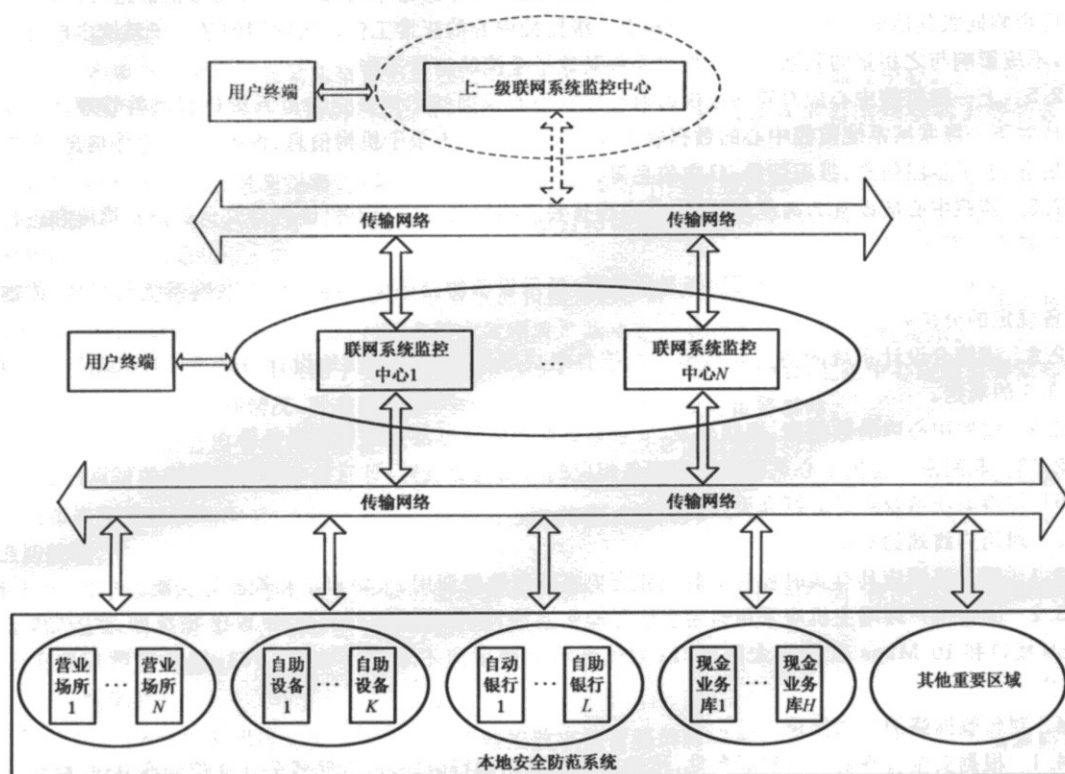 用户终端
上一级联网系统监控中心
传输网络 传输网络
用户终端
联网系统监控
中心1
…
联网系统监控
中心N
传输网络 传输网络
营业
场所
1
…
营业
场所
N
自助
设备
1
…
自助
设备
K
自动
银行
1
…
自助
银行
L
现金
业务
库1
…
现金
业务
库H
其他重要区域
本地安全防范系统